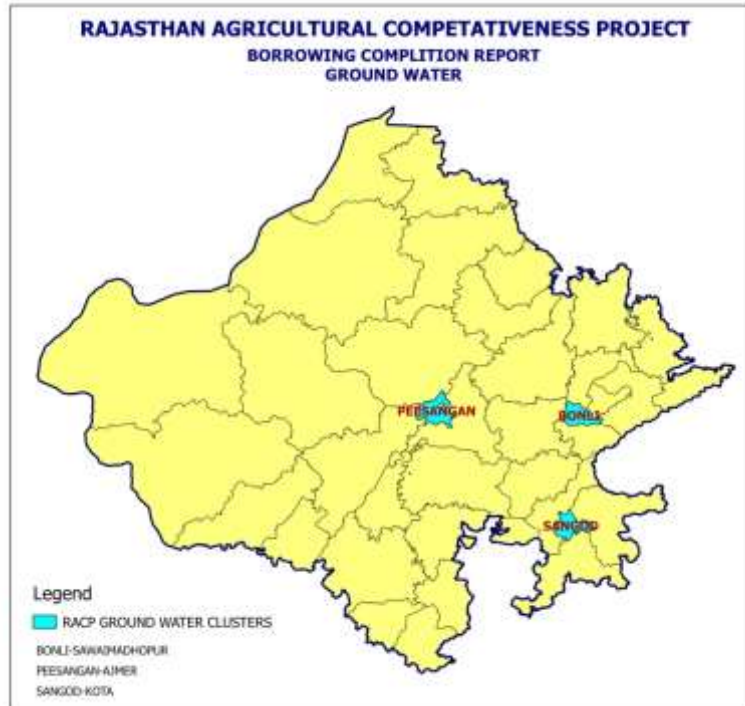 RAJASTHAN AGRICULTURAL COMPETATIVENESS PROJECT
BORROWING COMPLITION REPORT
GROUND WATER
PEESANGAN
BONLI
SANGOD
Legend
RACP GROUND WATER CLUSTERS
BONLI-SAWAIMADHOPUR
PEESANGAN-AJMER
SANGOD-KOTA